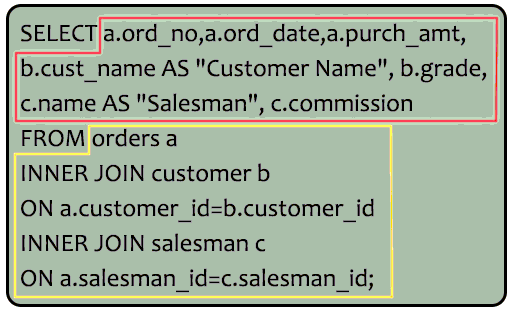 SELECT a.ord_no,a.ord_date,a.purch_amt,
b.cust_name AS "Customer Name", b.grade,
c.name AS "Salesman", c.commission
FROM orders a
INNER JOIN customer b
ON a.customer_id=b.customer_id
INNER JOIN salesman c
ON a.salesman_id=c.salesman_id;